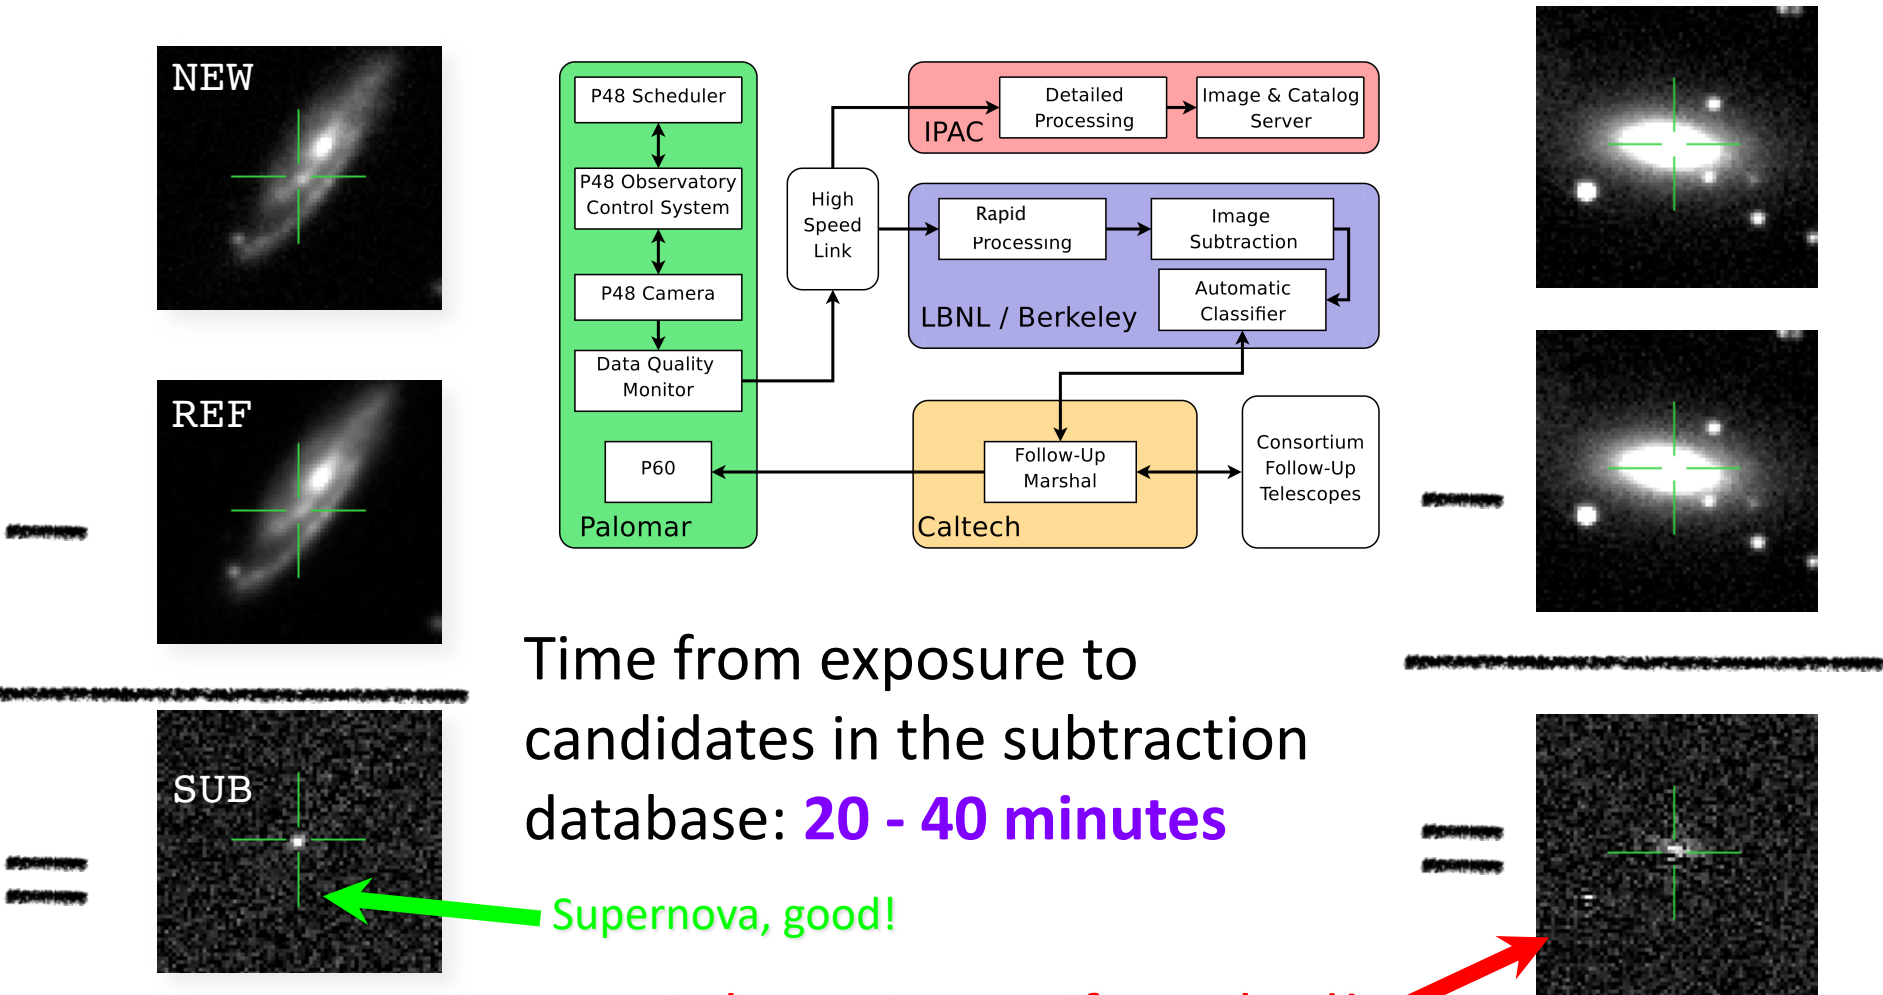 NEW
REF
SUB
P48 Scheduler
P48 Observatory
Control System
P48 Camera
Data Quality
Monitor
P60
Palomar
High
Speed
Link
IPAC
Detailed
Processing
Image & Catalog
Server
Rapid
Processing
Image
Subtraction
Automatic
Classifier
LBNL / Berkeley
Follow-Up
Marshal
Caltech
Consortium
Follow-Up
Telescopes
Time from exposure to
candidates in the subtraction
database: 20 - 40 minutes
Supernova, good!